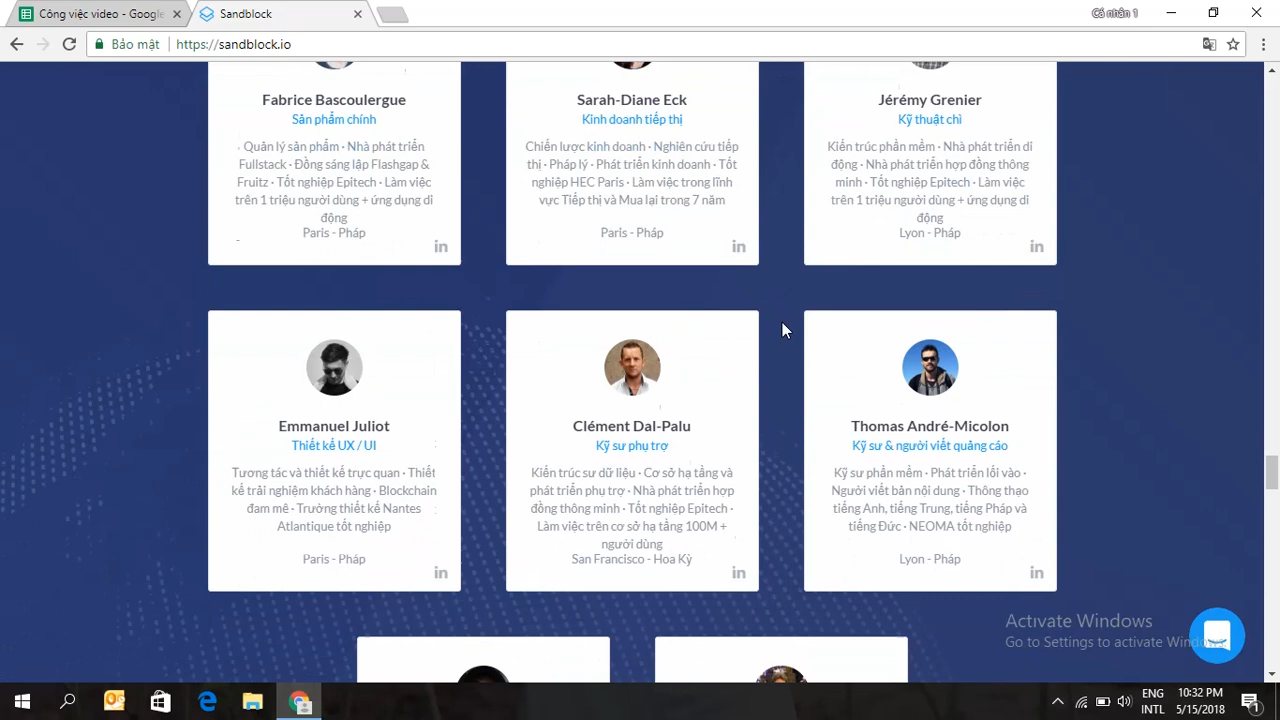 Công việc video - Google
Sandblock
Cá nhân 1
Bảo mật
https://sandblock.io
Fabrice Bascoulergue
Sản phẩm chính
Quản lý sản phẩm · Nhà phát triển
Fullstack · Đồng sáng lập Flashgap &
Fruitz · Tốt nghiệp Epitech · Làm việc
trên 1 triệu người dùng + ứng dụng di
động
Paris - Pháp
in
Sarah-Diane Eck
Kinh doanh tiếp thị
Chiến lược kinh doanh · Nghiên cứu tiếp
thị · Pháp lý · Phát triển kinh doanh · Tốt
nghiệp HEC Paris · Làm việc trong lĩnh
vực Tiếp thị và Mua lại trong 7 năm
Paris - Pháp
in
Jérémy Grenier
Kỹ thuật chì
Kiến trúc phần mềm · Nhà phát triển di
động · Nhà phát triển hợp đồng thông
minh · Tốt nghiệp Epitech · Làm việc
trên 1 triệu người dùng + ứng dụng di
động
Lyon - Pháp
in
Emmanuel Juliot
Thiết kế UX / UI
Tương tác và thiết kế trực quan · Thiết
kế trải nghiệm khách hàng · Blockchain
đam mê · Trường thiết kế Nantes
Atlantique tốt nghiệp
Paris - Pháp
in
Clément Dal-Palu
Kỹ sư phụ trợ
Kiến trúc sư dữ liệu · Cơ sở hạ tầng và
phát triển phụ trợ · Nhà phát triển hợp
đồng thông minh · Tốt nghiệp Epitech ·
Làm việc trên cơ sở hạ tầng 100M +
người dùng
San Francisco - Hoa Kỳ
in
Thomas André-Micolon
Kỹ sư & người viết quảng cáo
Kỹ sư phần mềm · Phát triển lối vào ·
Người viết bản nội dung · Thông thạo
tiếng Anh, tiếng Trung, tiếng Pháp và
tiếng Đức · NEOMA tốt nghiệp
Lyon - Pháp
in
Activate Windows
Go to Settings to activate Windows.
ENG
INTL
10:32 PM
5/15/2018
1